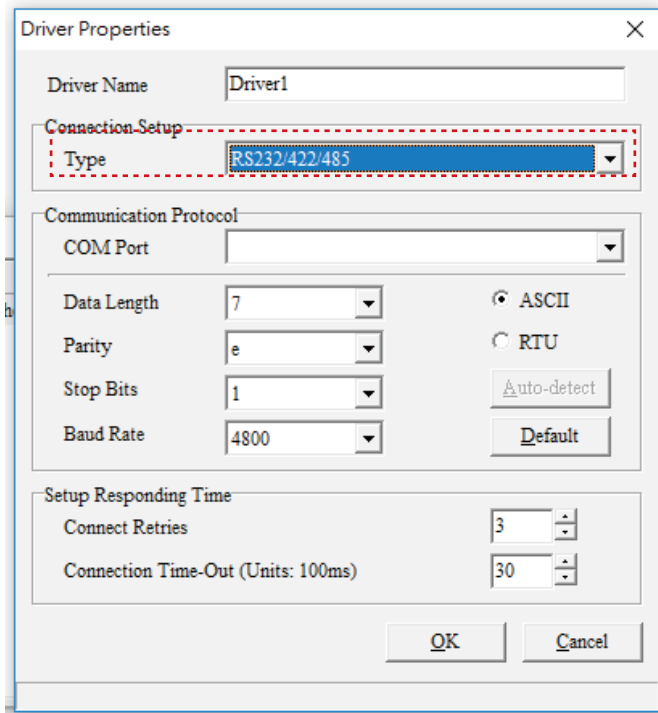 Driver Properties
Driver Name Driver1
Connection Setup
Type RS232/422/485
Communication Protocol
COM Port
Data Length 7 ASCII
Parity e RTU
Stop Bits 1 Auto-detect
Baud Rate 4800 Default
Setup Responding Time
Connect Retries 3
Connection Time-Out (Units: 100ms) 30
OK Cancel